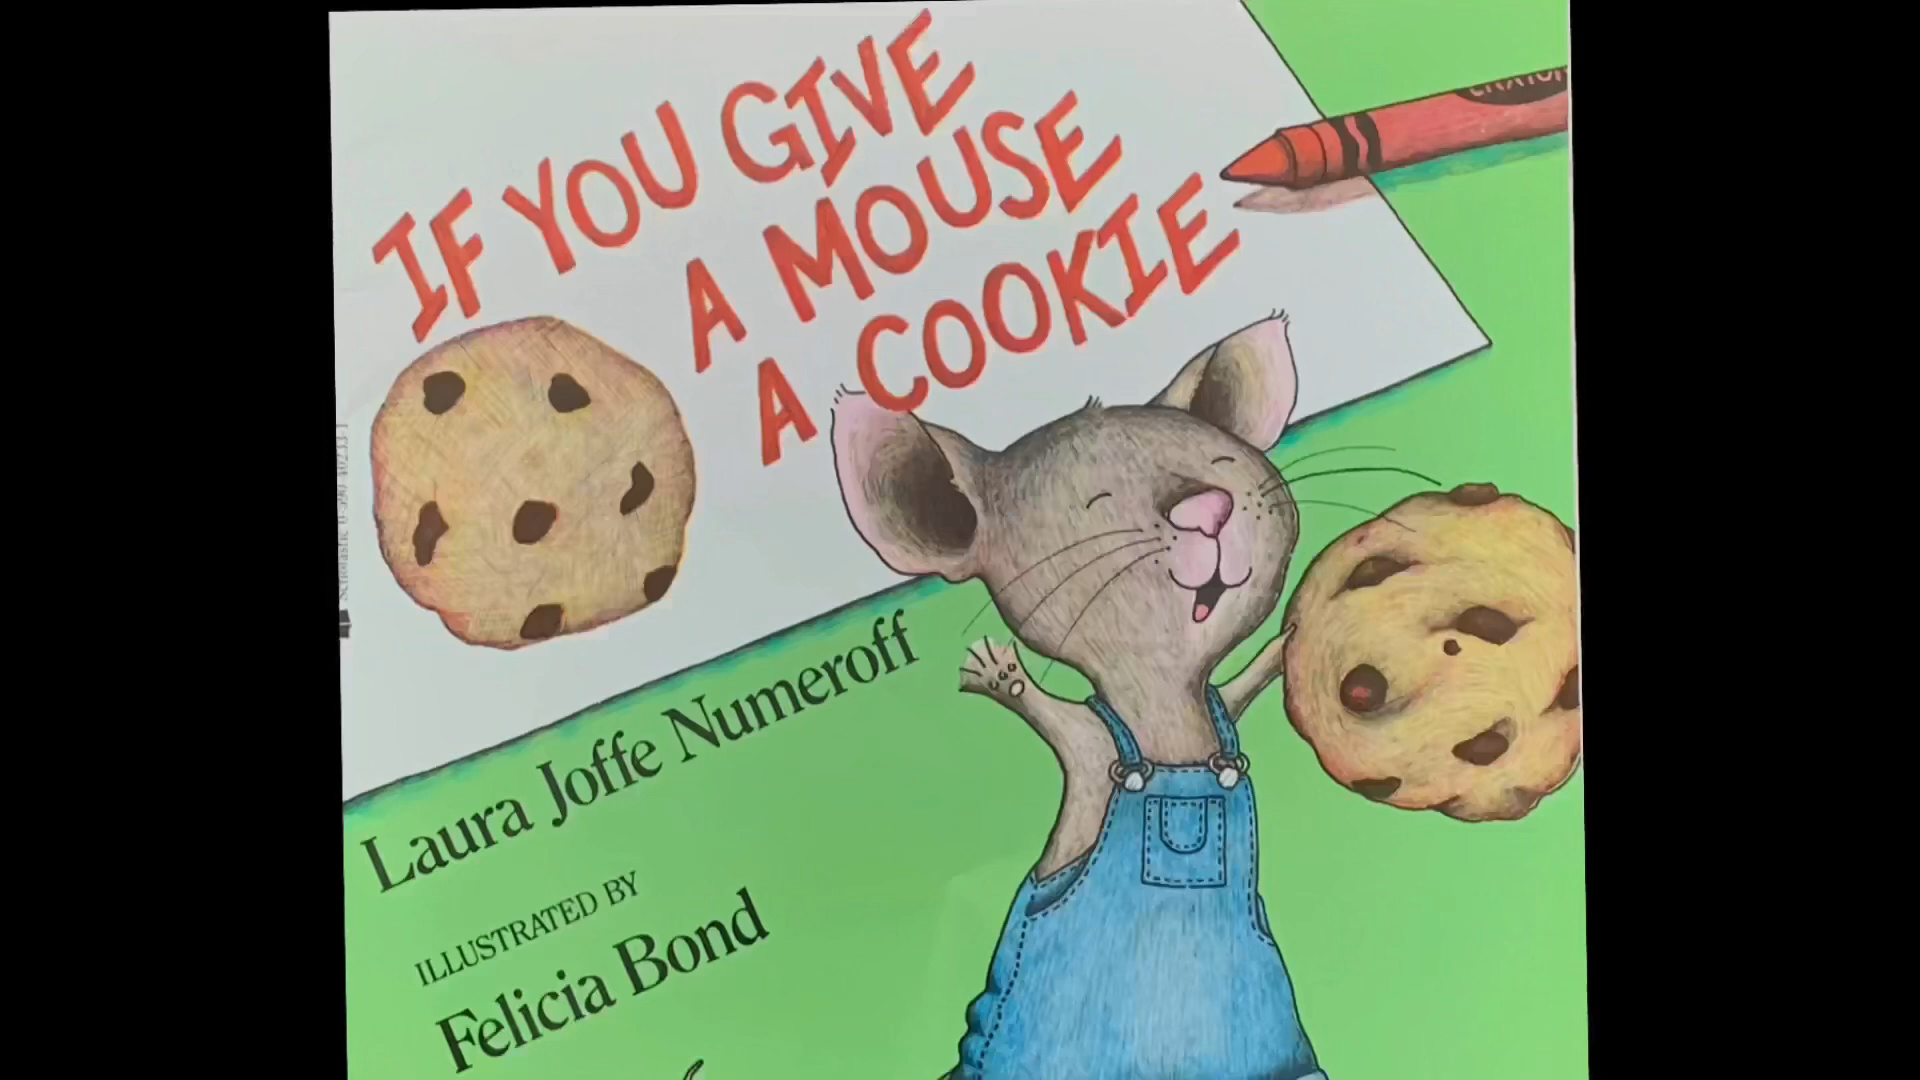 IF YOU GIVE
A MOUSE
A COOKIE
Laura Joffe Numeroff
ILLUSTRATED BY
Felicia Bond